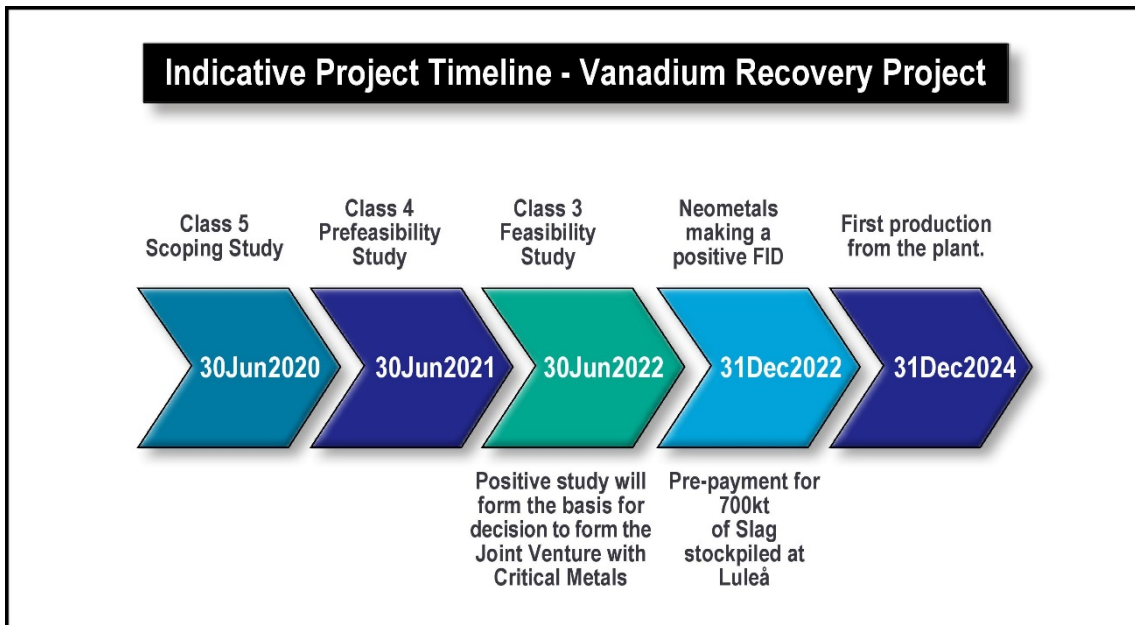 Indicative Project Timeline - Vanadium Recovery Project
Class 5
Scoping Study
Class 4
Prefeasibility
Study
Class 3
Feasibility
Study
Neometals
making a
positive FID
First production
from the plant.
30Jun2020
30Jun2021
30Jun2022
31Dec2022
31Dec2024
Positive study will
form the basis for
decision to form the
Joint Venture with
Critical Metals
Pre-payment for
700kt
of Slag
stockpiled at
Luleå